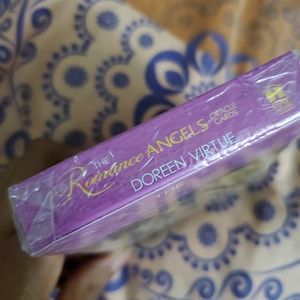 THE
Romance ANGELS ORACLE CARDS
DOREEN VIRTUE